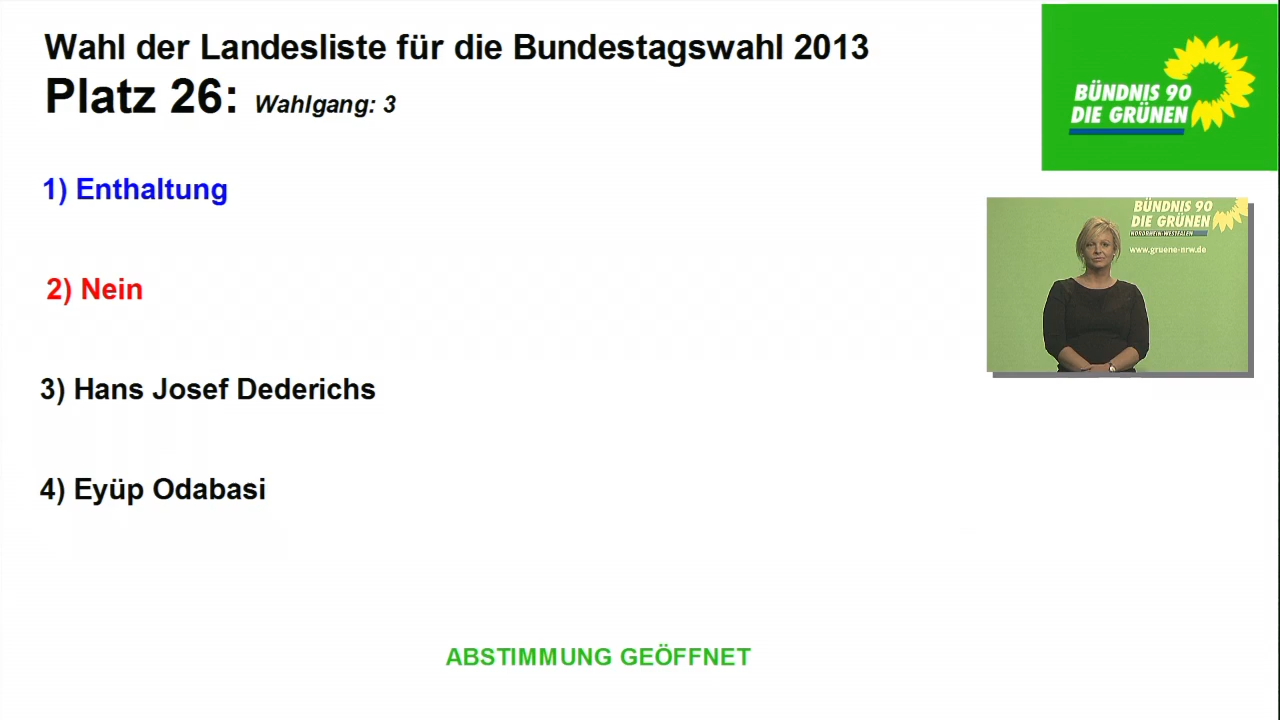 Wahl der Landesliste für die Bundestagswahl 2013
Platz 26: Wahlgang: 3
BÜNDNIS 90
DIE GRÜNEN
1) Enthaltung
BÜNDNIS 90
DIE GRÜNEN
NORDRHEIN-WESTFALEN
www.gruene-nrw.de
2) Nein
3) Hans Josef Dederichs
4) Eyüp Odabasi
ABSTIMMUNG GEÖFFNET